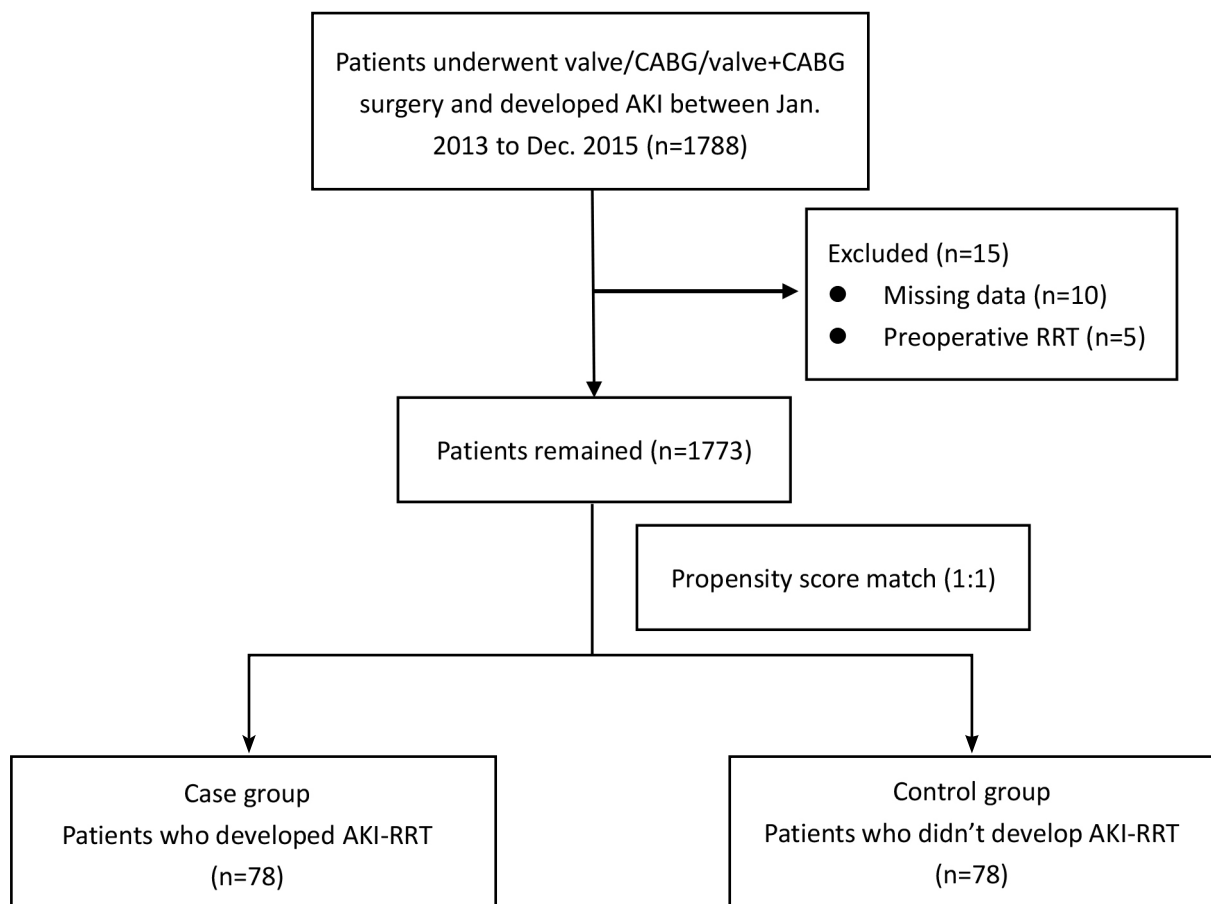 Patients underwent valve/CABG/valve+CABG
surgery and developed AKI between Jan.
2013 to Dec. 2015 (n=1788)
Excluded (n=15)
● Missing data (n=10)
● Preoperative RRT (n=5)
Patients remained (n=1773)
Propensity score match (1:1)
Case group
Patients who developed AKI-RRT
(n=78)
Control group
Patients who didn’t develop AKI-RRT
(n=78)